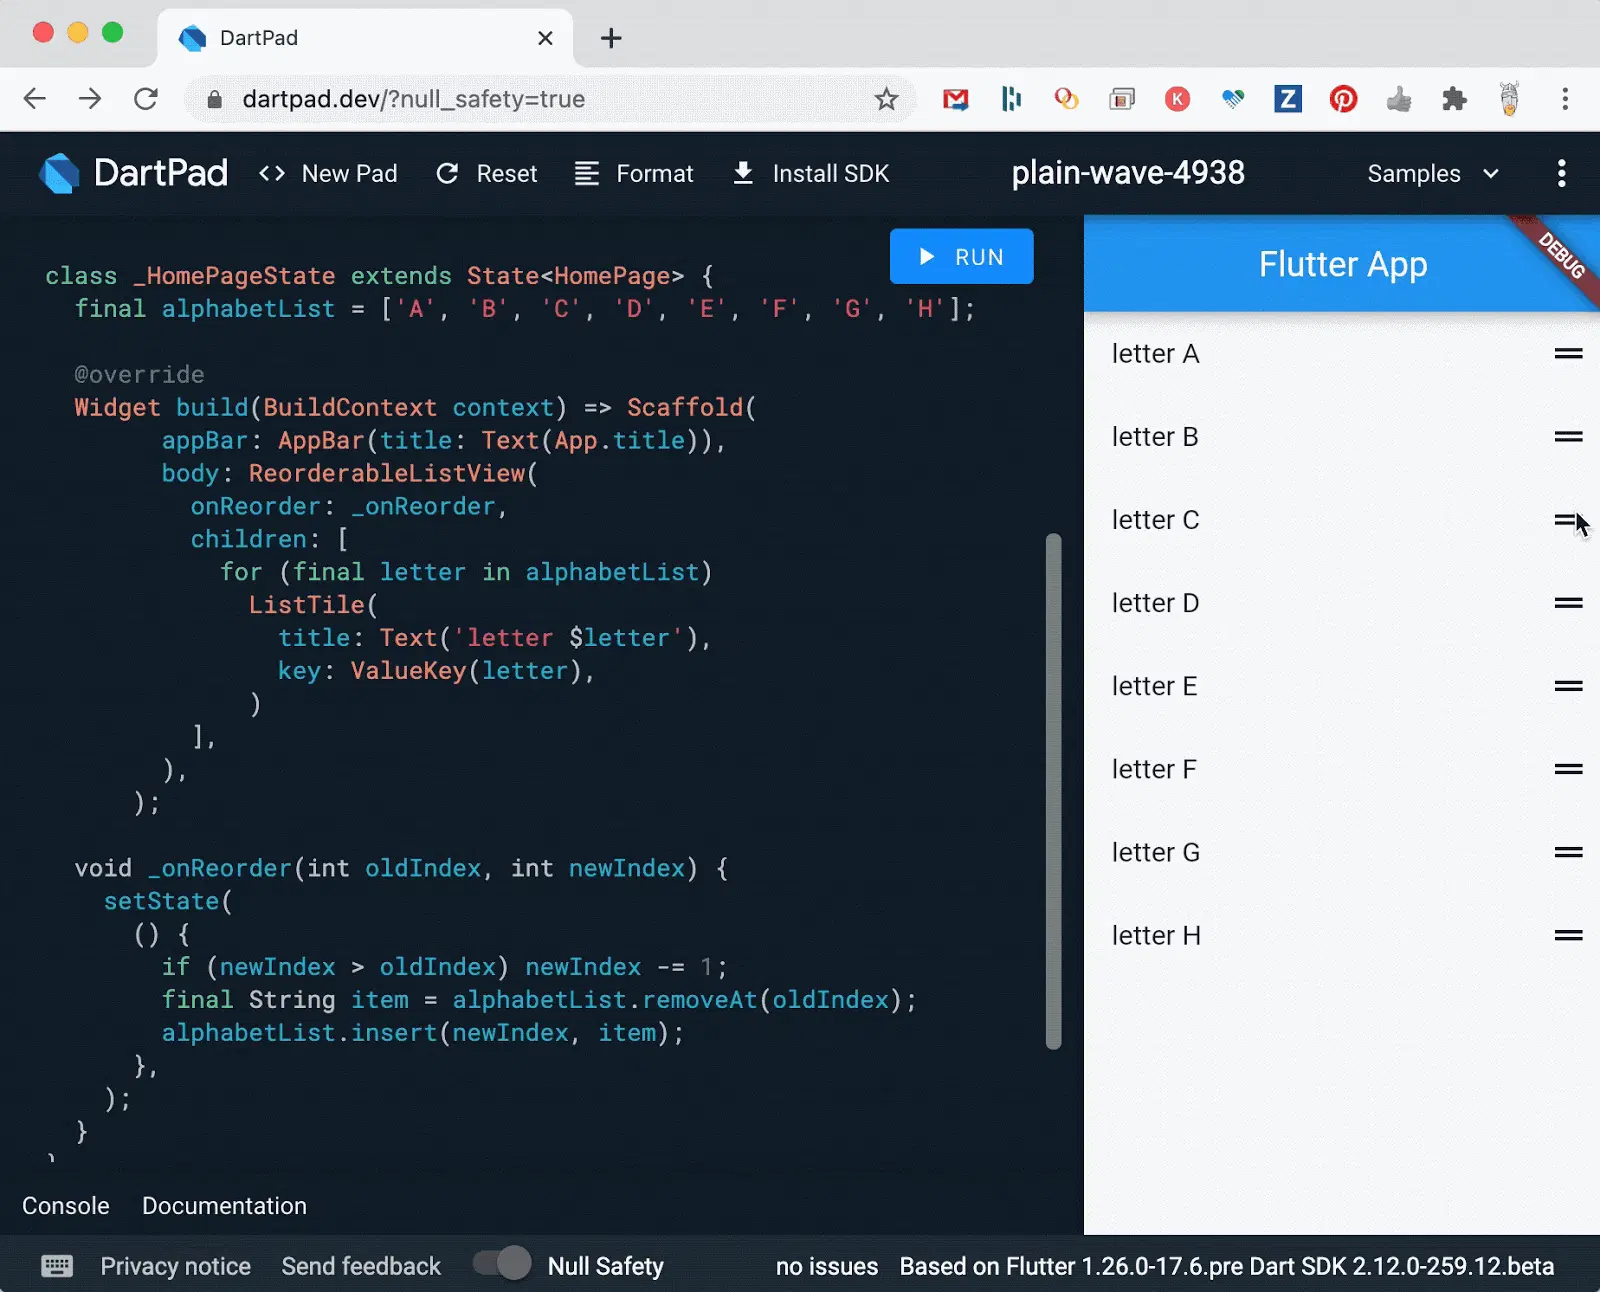 DartPad
dartpad.dev/?null_safety=true
K
Z
DartPad
<> New Pad
Reset
Format
Install SDK
plain-wave-4938
Samples
RUN
class _HomePageState extends State<HomePage> {
final alphabetList = ['A', 'B', 'C', 'D', 'E', 'F', 'G', 'H'];
@override
Widget build(BuildContext context) => Scaffold(
appBar: AppBar(title: Text(App.title)),
body: ReorderableListView(
onReorder: _onReorder,
children: [
for (final letter in alphabetList)
ListTile(
title: Text('letter $letter'),
key: ValueKey(letter),
)
],
),
);
void _onReorder(int oldIndex, int newIndex) {
setState(
() {
if (newIndex > oldIndex) newIndex -= 1;
final String item = alphabetList.removeAt(oldIndex);
alphabetList.insert(newIndex, item);
},
);
}
Flutter App
DEBUG
letter A
letter B
letter C
letter D
letter E
letter F
letter G
letter H
Console
Documentation
Privacy notice
Send feedback
Null Safety
no issues
Based on Flutter 1.26.0-17.6.pre Dart SDK 2.12.0-259.12.beta